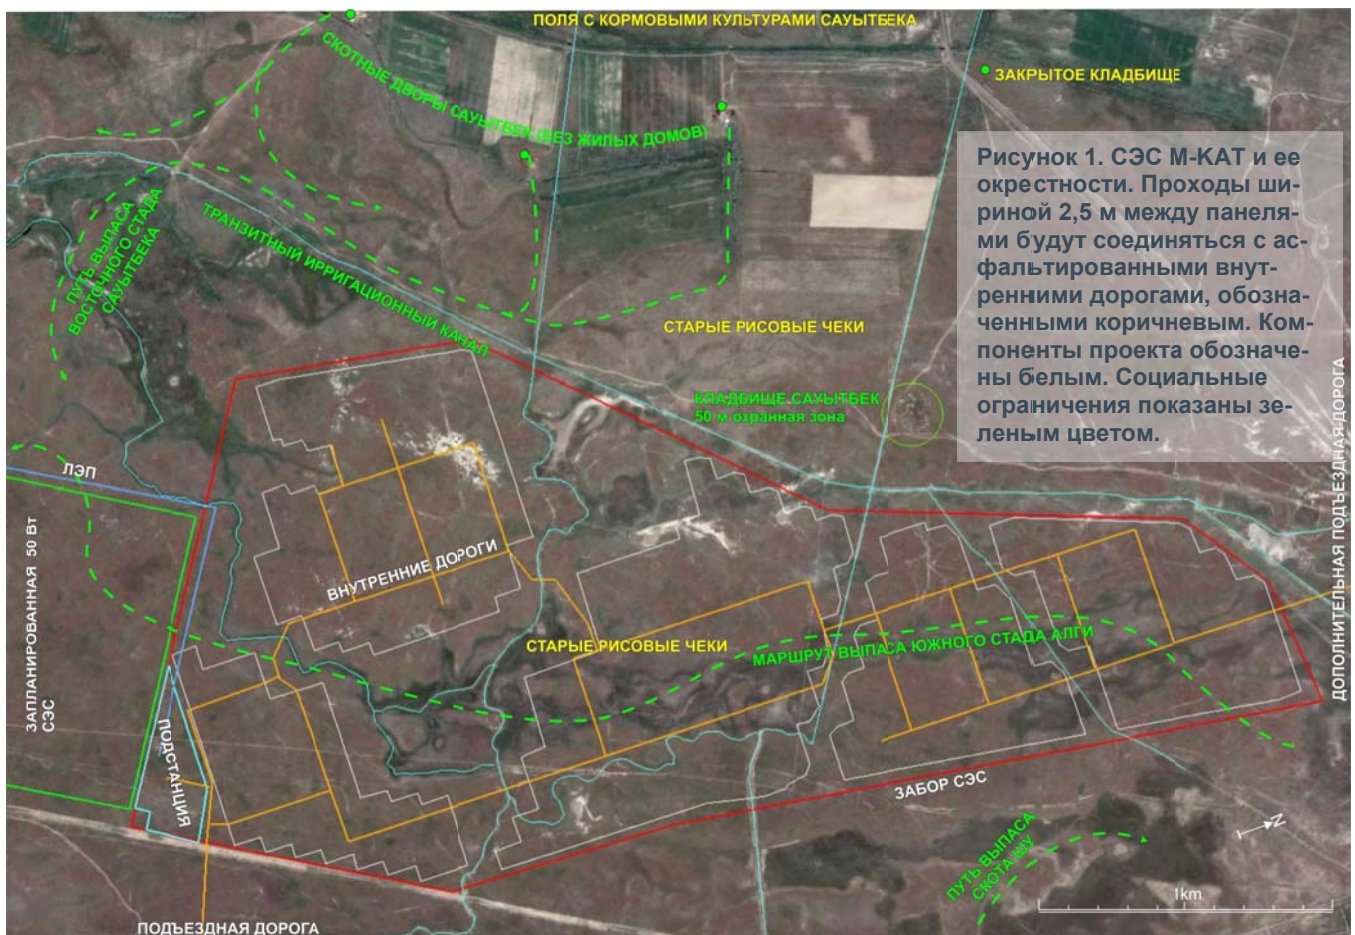 ПОЛЯ С КОРМОВЫМИ КУЛЬТУРАМИ САУЫТБЕКА
СКОТНЫЕ ДВОРЫ САУЫТБЕК (БЕЗ ЖИЛЫХ ДОМОВ)
ЗАКРЫТОЕ КЛАДБИЩЕ
Рисунок 1. СЭС M-KAT и ее
окрестности. Проходы ши-
риной 2,5 м между панеля-
ми будут соединяться с ас-
фальтированными внут-
ренними дорогами, обозна-
ченными коричневым. Ком-
поненты проекта обозначе-
ны белым. Социальные
ограничения показаны зе-
леным цветом.
ПУТЬ ВЫПАСА
ВОСТОЧНОГО СТАДА
САУЫТБЕКА
ТРАНЗИТНЫЙ ИРРИГАЦИОННЫЙ КАНАЛ
СТАРЫЕ РИСОВЫЕ ЧЕКИ
КЛАДБИЩЕ САУЫТБЕК
50 м охранная зона
ДОПОЛНИТЕЛЬНАЯ ПОДЪЕЗДНАЯ ДОРОГА
ЛЭП
ЗАПЛАНИРОВАННАЯ 50 Вт
СЭС
ВНУТРЕННИЕ ДОРОГИ
СТАРЫЕ РИСОВЫЕ ЧЕКИ
МАРШРУТ ВЫПАСА ЮЖНОГО СТАДА АЛГИ
ПОДСТАНЦИЯ
ЗАБОР СЭС
N
ПУТЬ ВЫПАСА
СКОТА ШУ
1km
ПОДЪЕЗДНАЯ ДОРОГА